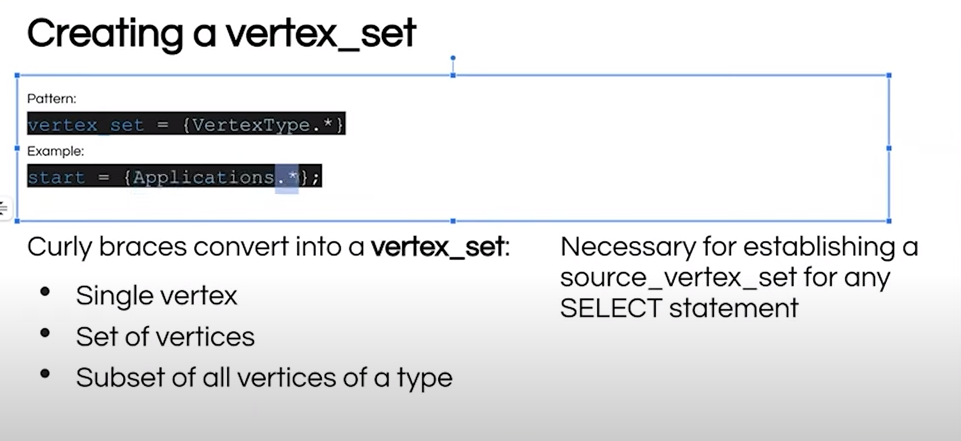 Creating a vertex_set
Pattern:
vertex_set = {VertexType.*}
Example:
start = {Applications.*};
Curly braces convert into a vertex_set:
• Single vertex
• Set of vertices
• Subset of all vertices of a type
Necessary for establishing a
source_vertex_set for any
SELECT statement